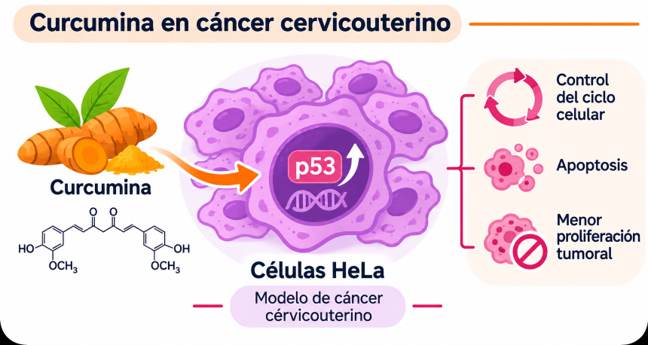 Curcumina en cáncer cervicouterino
Curcumina
O O
HO
OH
OCH₃
OCH₃
p53
Células HeLa
Modelo de cáncer
cérvicouterino
Control
del ciclo
celular
Apoptosis
Menor
proliferación
tumoral